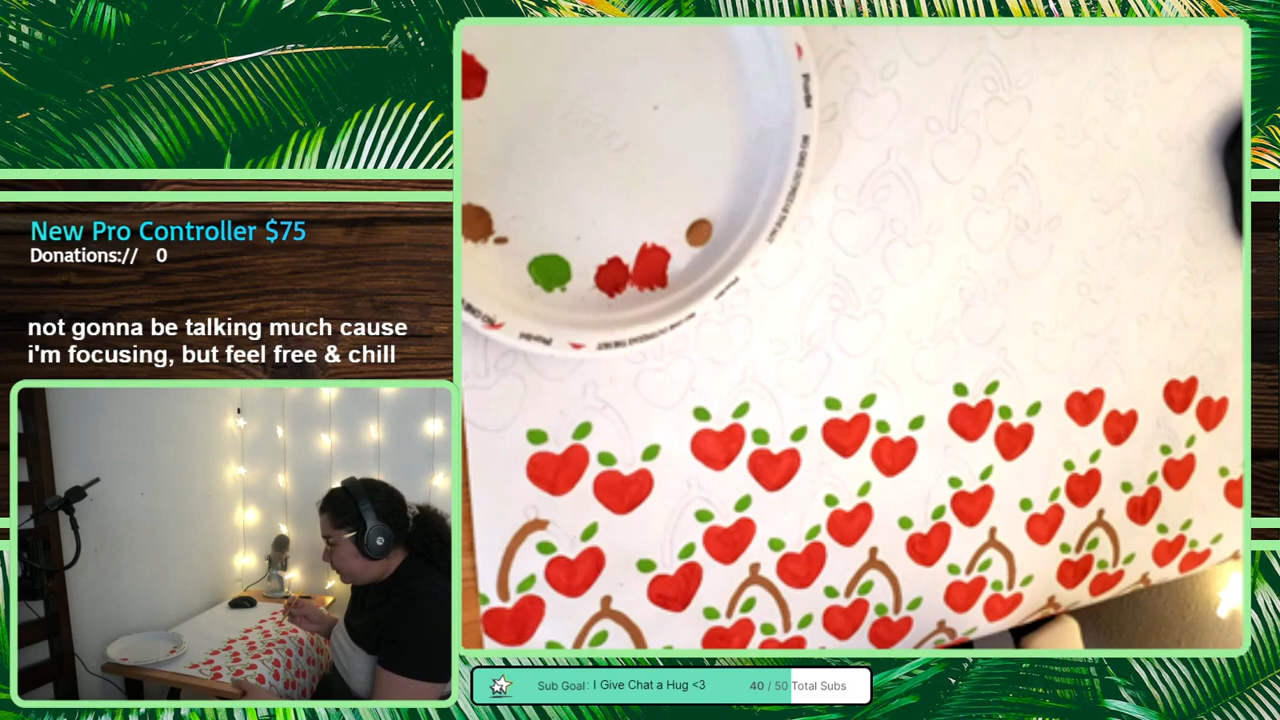 New Pro Controller $75
Donations:// 0
not gonna be talking much cause
i'm focusing, but feel free & chill
Sub Goal: I Give Chat a Hug <3 40 / 50 Total Subs